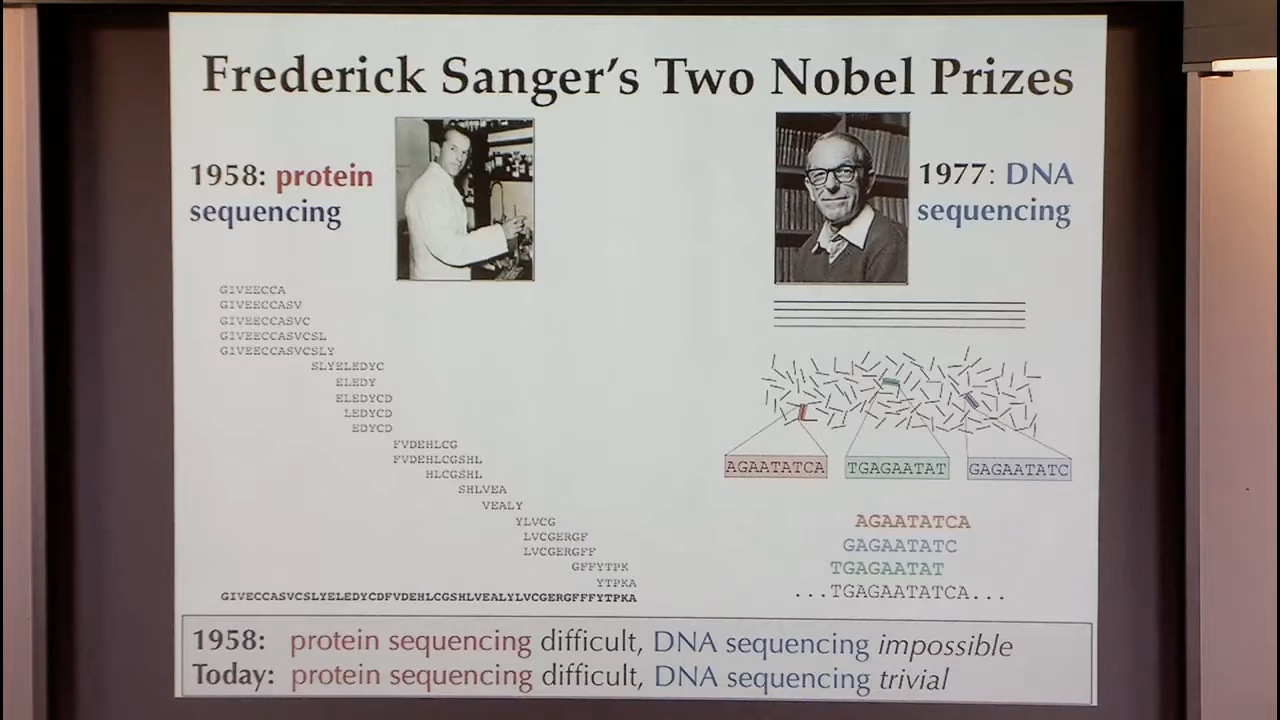 Frederick Sanger's Two Nobel Prizes
1958: protein
sequencing
1977: DNA
sequencing
GIVEECCA
GIVEECCASV
GIVEECCASVC
GIVEECCASVCSL
GIVEECCASVCSLY
SLYELEDYC
ELEDY
ELEDYCD
LEDYCD
EDYCD
FVDEHLCG
FVDEHLCGSHL
HLCGSHL
SHLVEA
VEALY
YLVCG
LVCGERGF
LVCGERGFF
GFFYTPK
YTPKA
GIVECCASVCSLYELEDYCDFVDEHLCGSHLVEALYLVCGERGFFFYTPKA
AGAATATCA TGAGAATAT GAGAATATC
AGAATATCA
GAGAATATC
TGAGAATAT
...TGAGAATATCA...
1958: protein sequencing difficult, DNA sequencing impossible
Today: protein sequencing difficult, DNA sequencing trivial